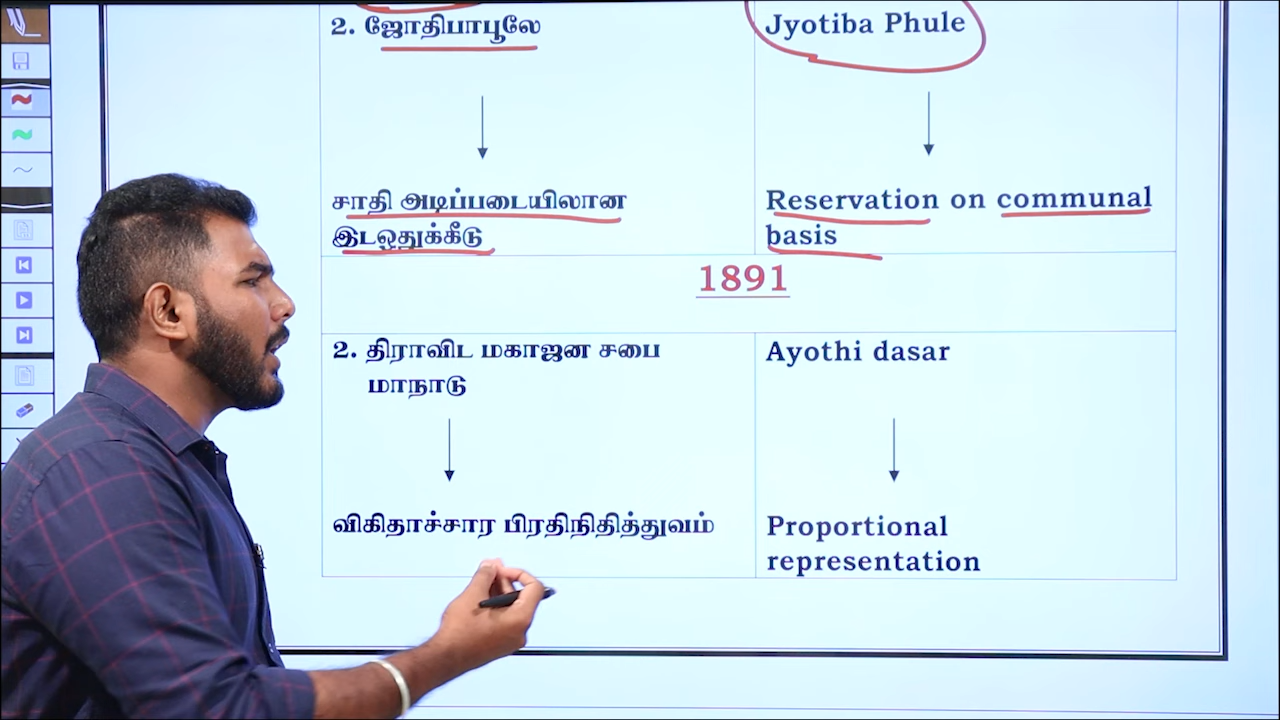 2. ஜோதிபாபூலே
Jyotiba Phule
சாதி அடிப்படையிலான
இடஒதுக்கீடு
Reservation on communal
basis
1891
2. திராவிட மகாஜன சபை
மாநாடு
Ayothi dasar
விகிதாச்சார பிரதிநிதித்துவம்
Proportional
representation